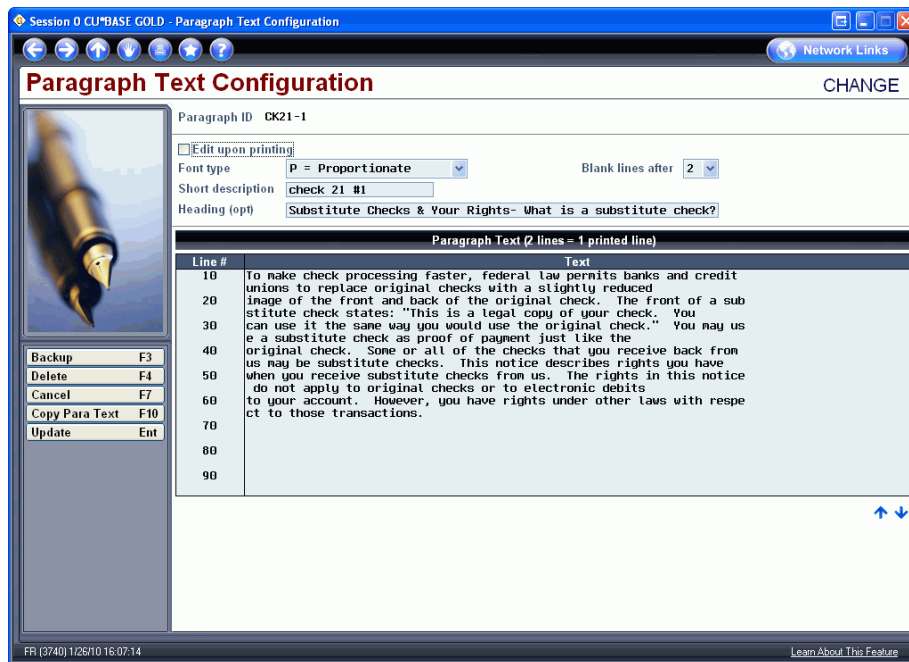 Session 0 CU*BASE GOLD - Paragraph Text Configuration
Network Links
Paragraph Text Configuration
CHANGE
Paragraph ID CK21-1
Edit upon printing
Font type P = Proportionate Blank lines after 2
Short description check 21 #1
Heading (opt) Substitute Checks & Your Rights- What is a substitute check?
Paragraph Text (2 lines = 1 printed line)
Line # Text
10 To make check processing faster, federal law permits banks and credit
unions to replace original checks with a slightly reduced
20 image of the front and back of the original check. The front of a sub
stitute check states: "This is a legal copy of your check. You
30 can use it the same way you would use the original check." You may us
e a substitute check as proof of payment just like the
40 original check. Some or all of the checks that you receive back from
us may be substitute checks. This notice describes rights you have
50 when you receive substitute checks from us. The rights in this notice
do not apply to original checks or to electronic debits
60 to your account. However, you have rights under other laws with respe
ct to those transactions.
70
80
90
Backup F3
Delete F4
Cancel F7
Copy Para Text F10
Update Ent
FR (3740) 1/26/10 16:07:14
Learn About This Feature